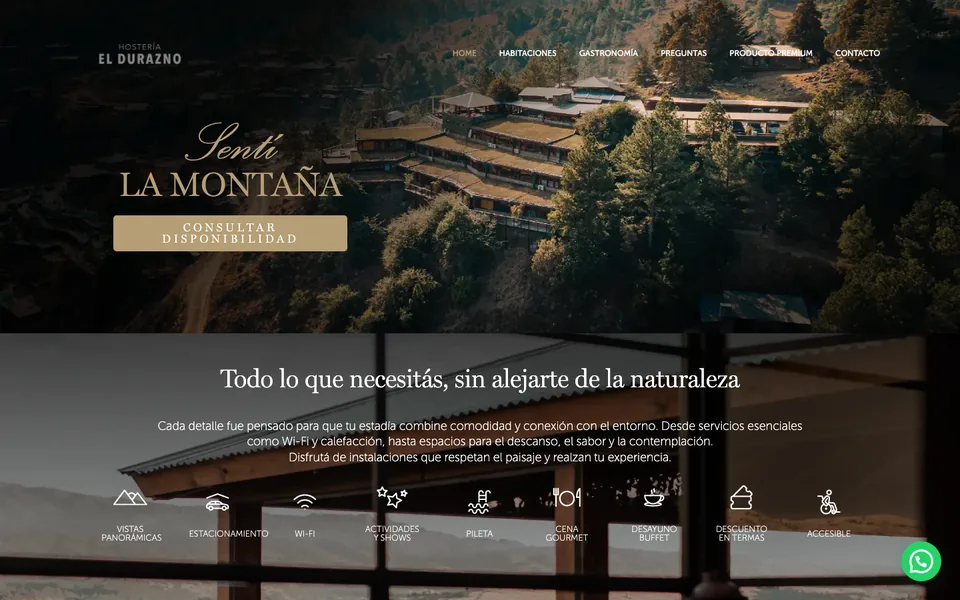 HOSTERÍA
EL DURAZNO
HOME
HABITACIONES
GASTRONOMÍA
PREGUNTAS
PRODUCTO PREMIUM
CONTACTO
Sentí
LA MONTAÑA
CONSULTAR
DISPONIBILIDAD
Todo lo que necesitás, sin alejarte de la naturaleza
Cada detalle fue pensado para que tu estadía combine comodidad y conexión con el entorno. Desde servicios esenciales
como Wi-Fi y calefacción, hasta espacios para el descanso, el sabor y la contemplación.
Disfrutá de instalaciones que respetan el paisaje y realzan tu experiencia.
VISTAS
PANORÁMICAS
ESTACIONAMIENTO
WI-FI
ACTIVIDADES
Y SHOWS
PILETA
CENA
GOURMET
DESAYUNO
BUFFET
DESCUENTO
EN TERMAS
ACCESIBLE